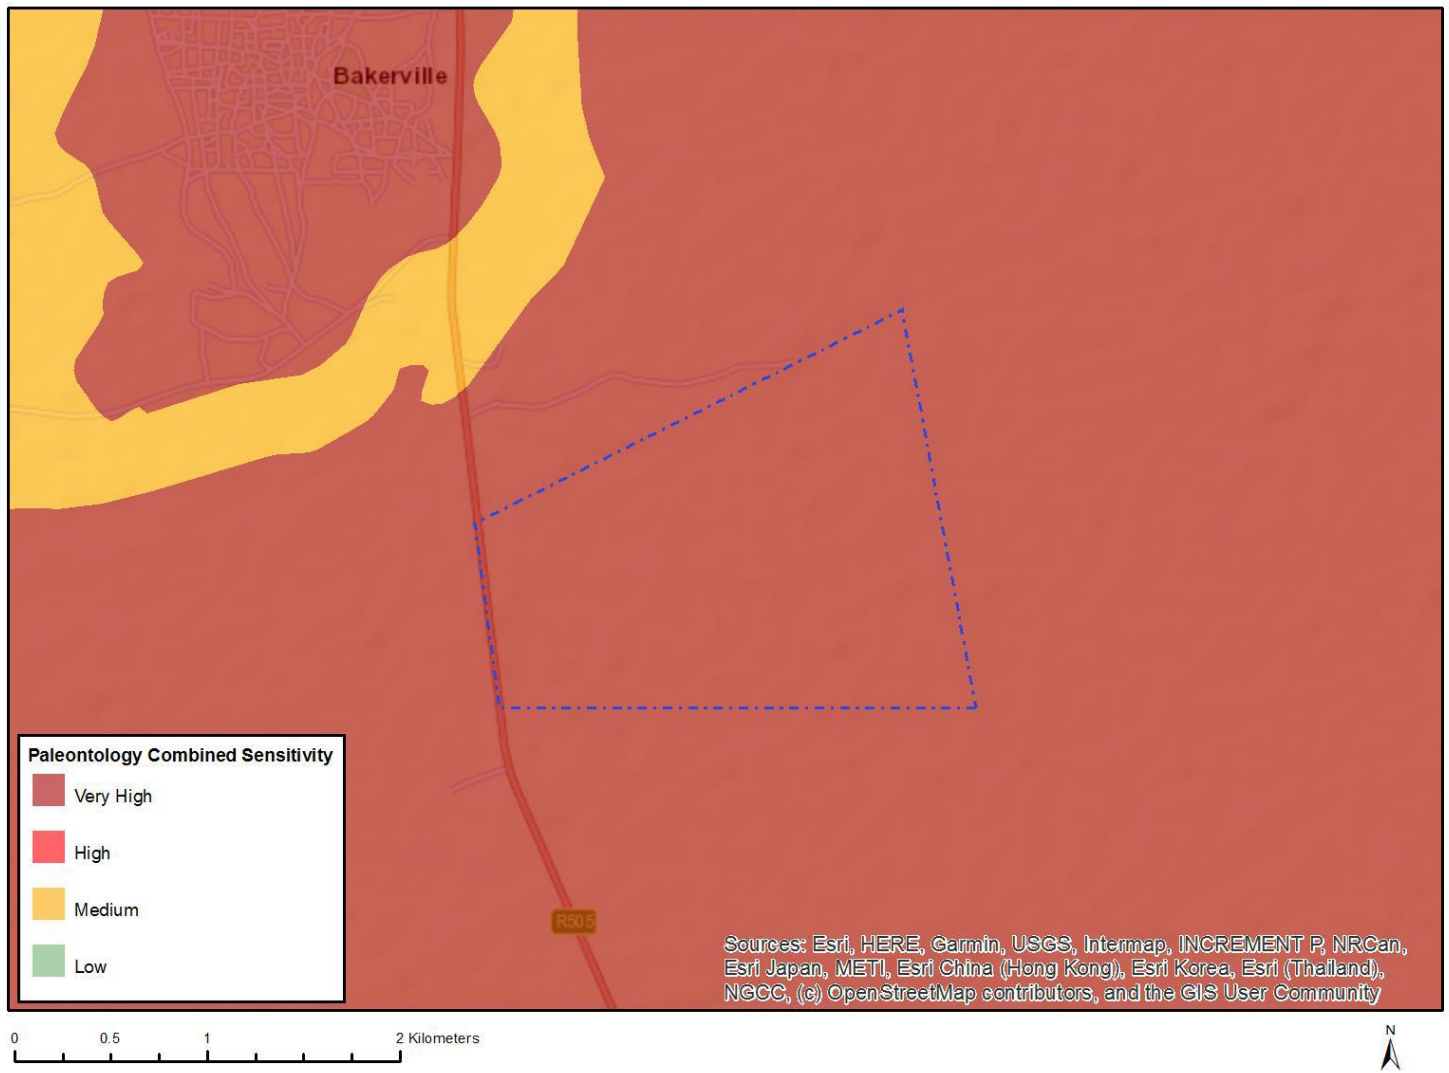 Bakerville
Paleontology Combined Sensitivity
Very High
High
Medium
Low
R505
Sources: Esri, HERE, Garmin, USGS, Intermap, INCREMENT P, NRCan,
Esri Japan, METI, Esri China (Hong Kong), Esri Korea, Esri (Thailand),
NGCC, (c) OpenStreetMap contributors, and the GIS User Community
0 0.5 1 2 Kilometers
N